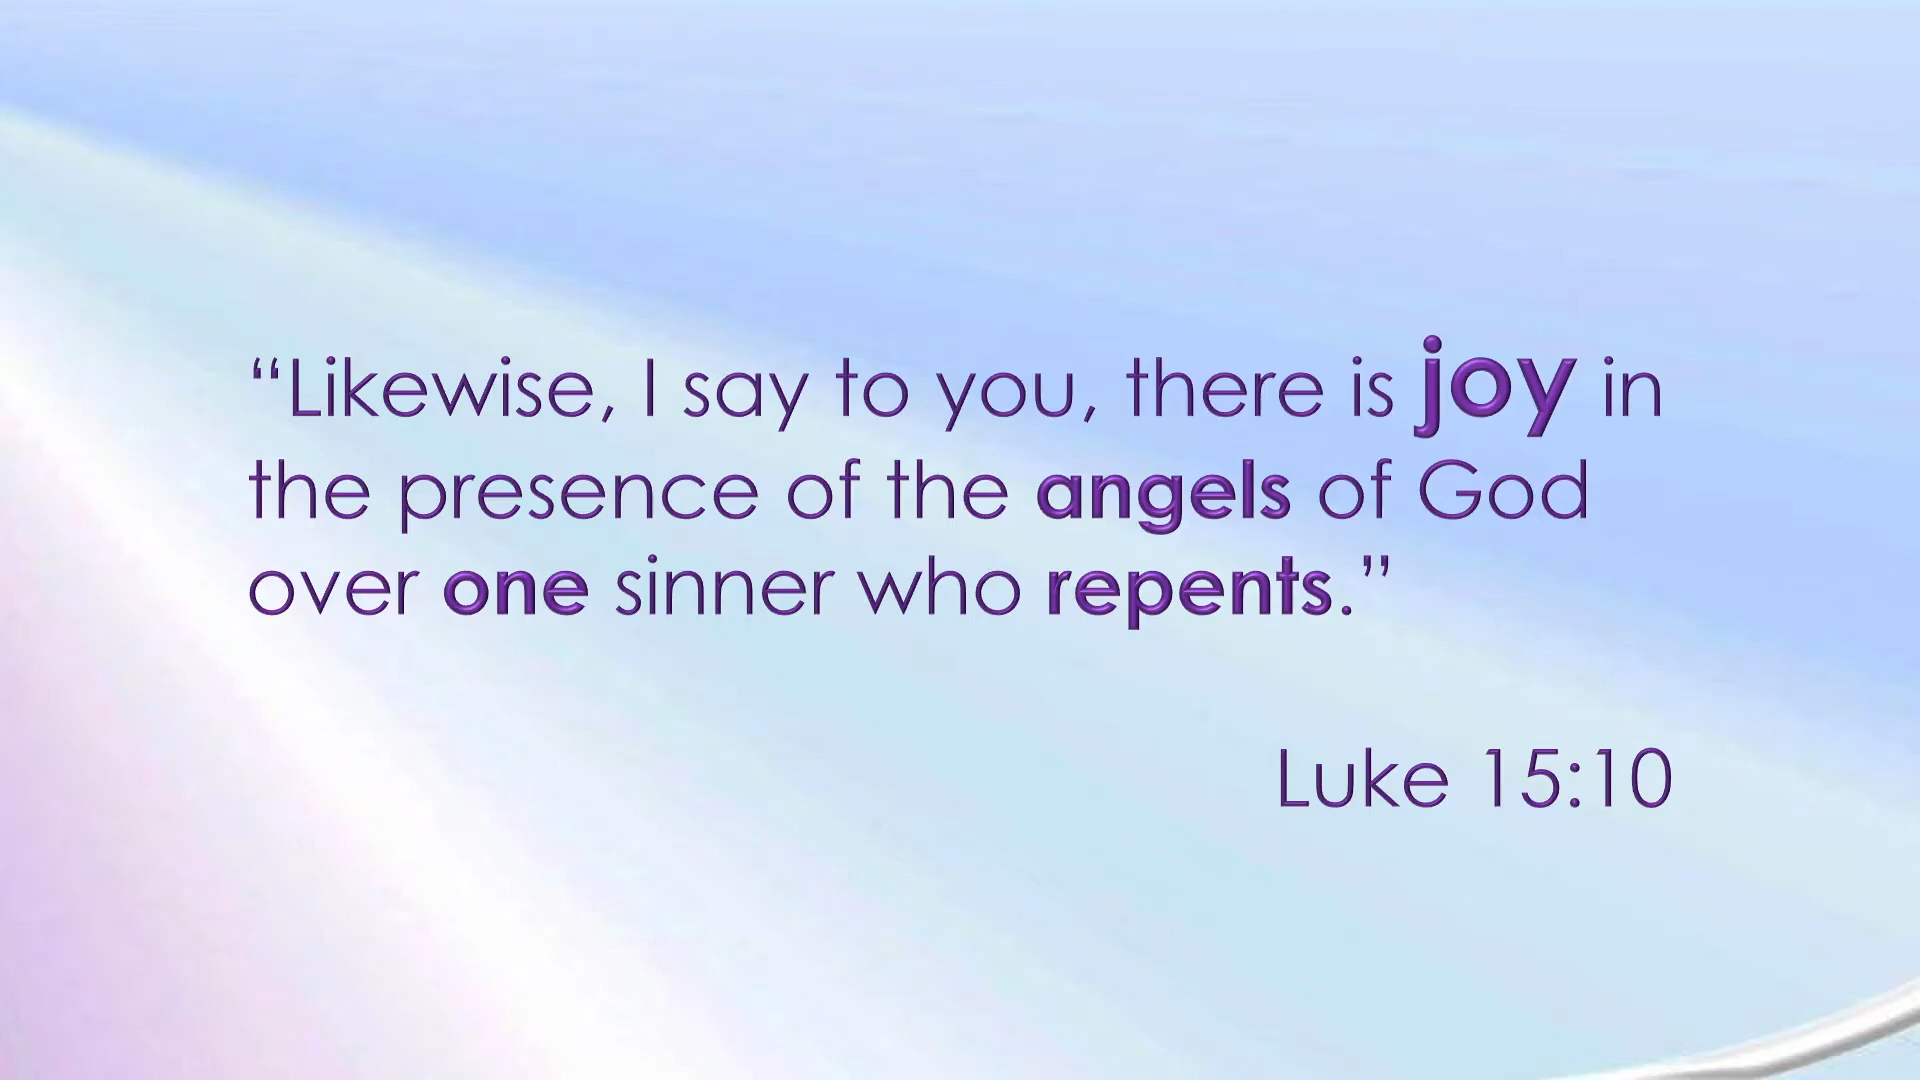 “Likewise, I say to you, there is joy in
the presence of the angels of God
over one sinner who repents.”
Luke 15:10